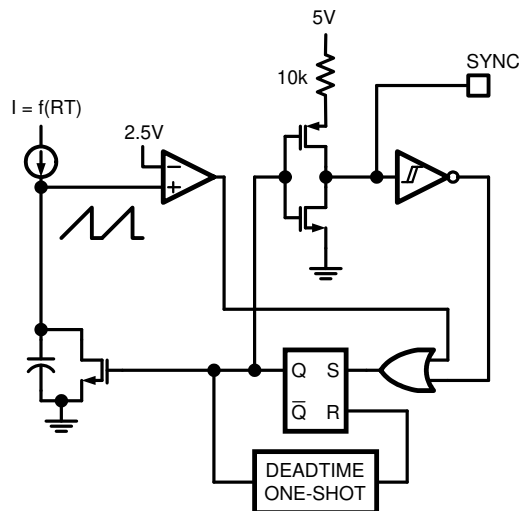 5V
SYNC
10k
I = f(RT)
2.5V
−
+
Q S
Q̅ R
DEADTIME
ONE-SHOT